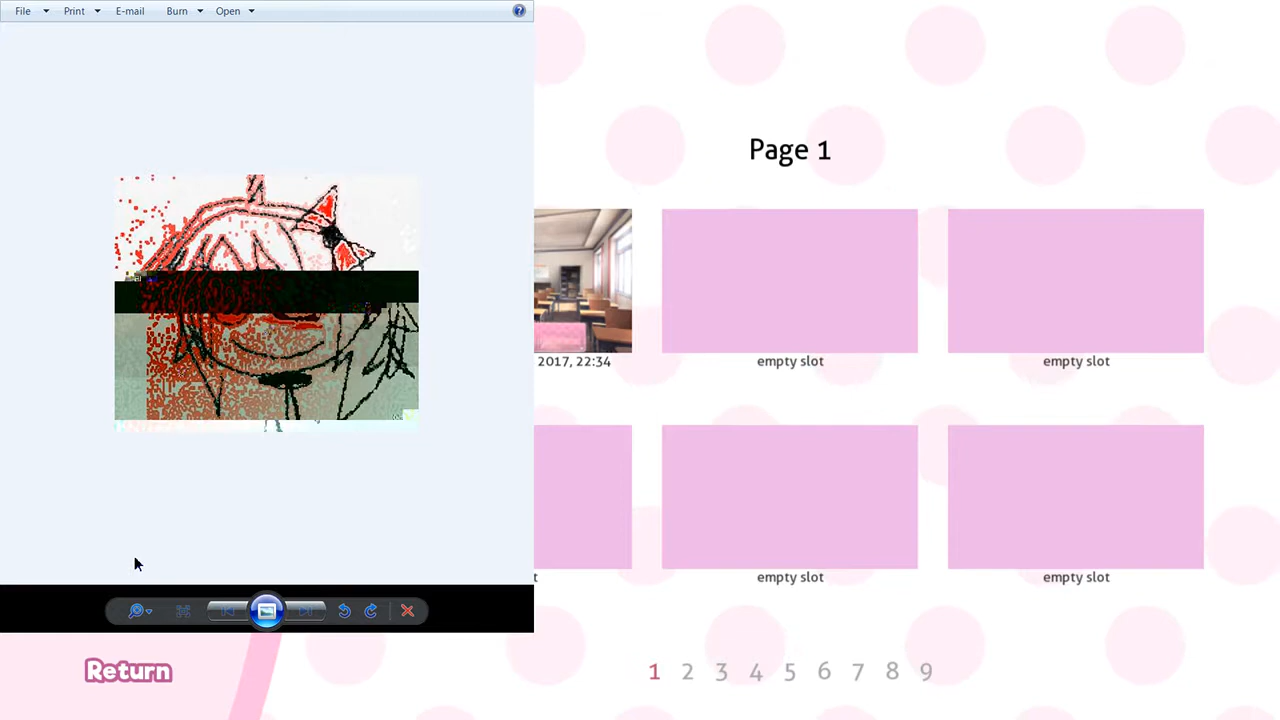 File Print E-mail Burn Open
Page 1
2017, 22:34 empty slot empty slot
t empty slot empty slot
Return 1 2 3 4 5 6 7 8 9